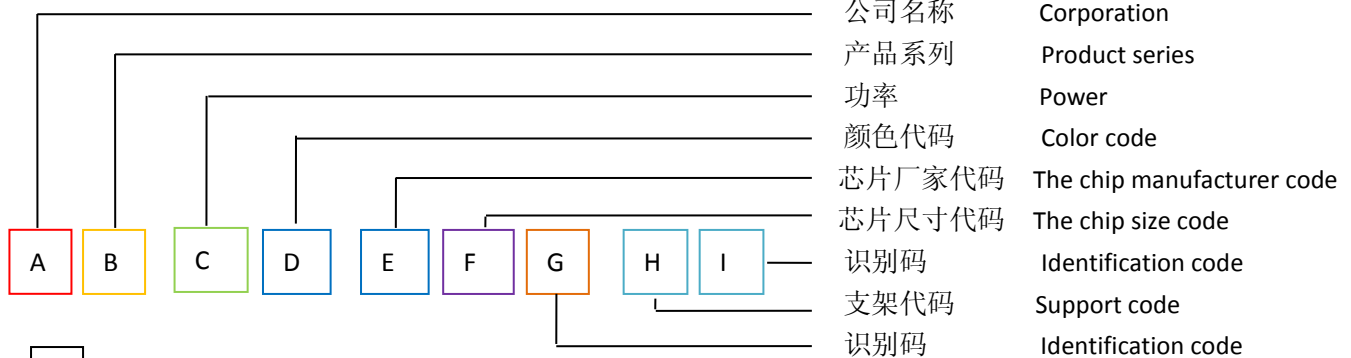 公司名称 Corporation
产品系列 Product series
功率 Power
颜色代码 Color code
芯片厂家代码 The chip manufacturer code
芯片尺寸代码 The chip size code
A B C D E F G H I 识别码 Identification code
支架代码 Support code
识别码 Identification code